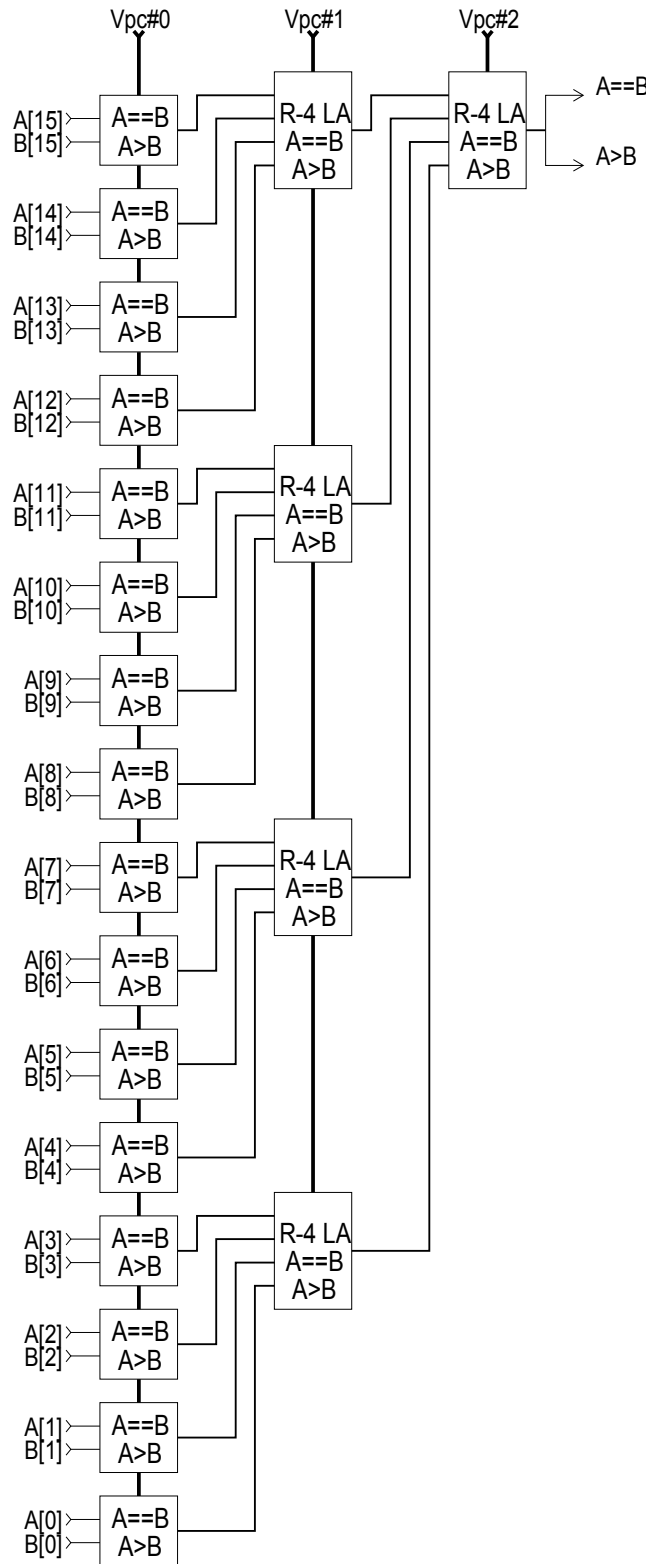 Vpc#0 Vpc#1 Vpc#2
A[15] A==B R-4 LA R-4 LA A==B
B[15] A>B A==B A==B A>B
A>B A>B
A[14] A==B
B[14] A>B
A[13] A==B
B[13] A>B
A[12] A==B
B[12] A>B
A[11] A==B R-4 LA
B[11] A>B A==B
A>B
A[10] A==B
B[10] A>B
A[9] A==B
B[9] A>B
A[8] A==B
B[8] A>B
A[7] A==B R-4 LA
B[7] A>B A==B
A>B
A[6] A==B
B[6] A>B
A[5] A==B
B[5] A>B
A[4] A==B
B[4] A>B
A[3] A==B R-4 LA
B[3] A>B A==B
A>B
A[2] A==B
B[2] A>B
A[1] A==B
B[1] A>B
A[0] A==B
B[0] A>B